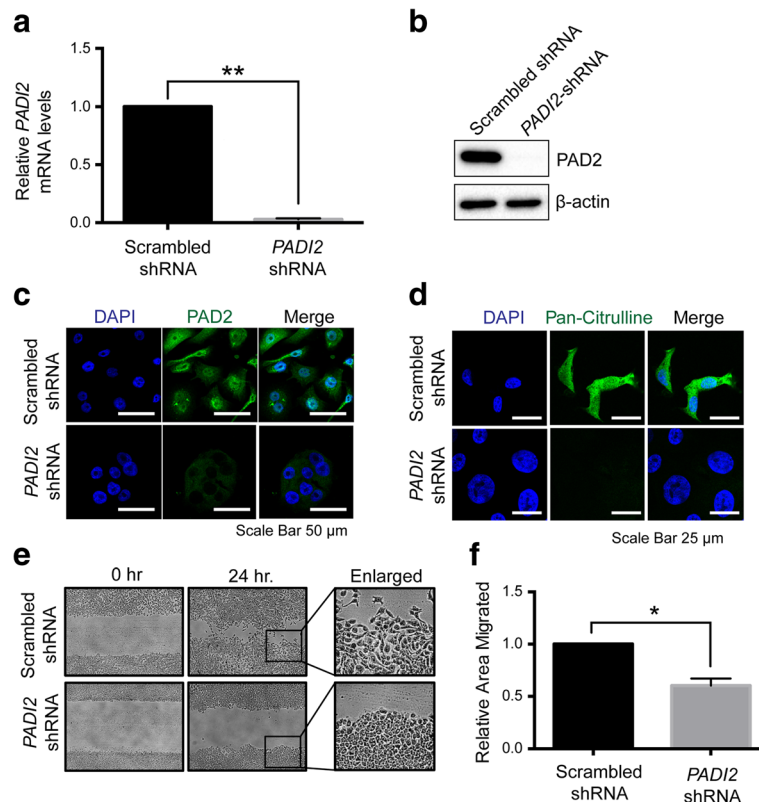 a
Relative PADI2
mRNA levels
1.5
1.0
0.5
0.0
**
Scrambled
shRNA
PADI2
shRNA
b
Scrambled shRNA
PADI2-shRNA
PAD2
β-actin
c
DAPI
PAD2
Merge
Scrambled
shRNA
PADI2
shRNA
Scale Bar 50 µm
d
DAPI
Pan-Citrulline
Merge
Scrambled
shRNA
PADI2
shRNA
Scale Bar 25 µm
e
0 hr
24 hr.
Enlarged
Scrambled
shRNA
PADI2
shRNA
f
Relative Area Migrated
1.5
1.0
0.5
0.0
*
Scrambled
shRNA
PADI2
shRNA